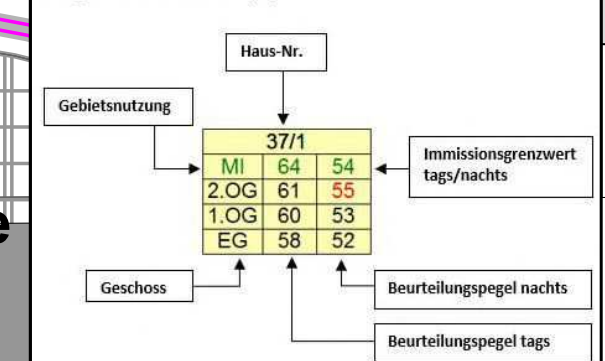 Haus-Nr.
Gebietsnutzung
37/1
MI 64 54
2.OG 61 55
1.OG 60 53
EG 58 52
Immissionsgrenzwert
tags/nachts
e
Geschoss
Beurteilungspegel nachts
Beurteilungspegel tags